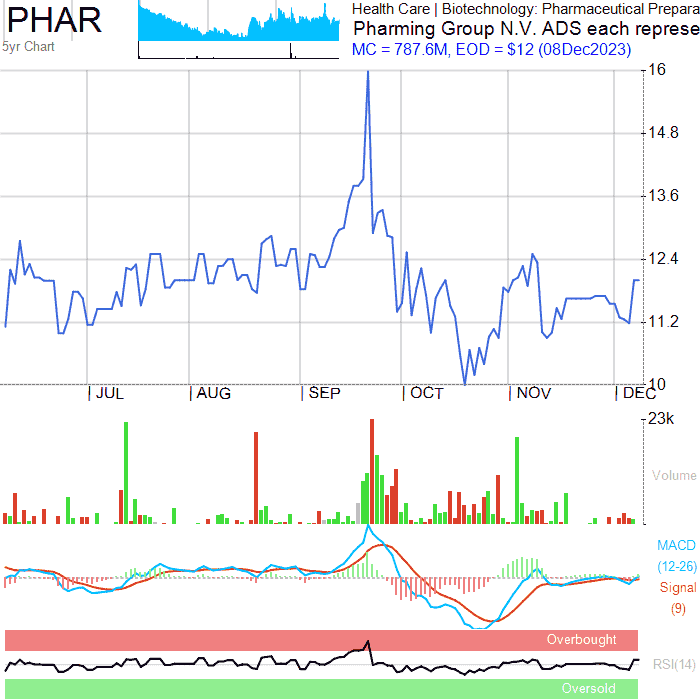 PHAR
5yr Chart
Health Care | Biotechnology: Pharmaceutical Prepara
Pharming Group N.V. ADS each represe
MC = 787.6M, EOD = $12 (08Dec2023)
16
14.8
13.6
12.4
11.2
10
JUL
AUG
SEP
OCT
NOV
DEC
23k
Volume
MACD
(12-26)
Signal
(9)
Overbought
RSI(14)
Oversold